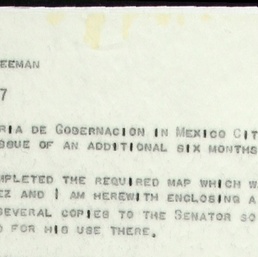 EEMAN
7
RIA DE GOBERNACION IN MEXICO CIT
SSUE OF AN ADDITIONAL SIX MONTHS
MPLETED THE REQUIRED MAP WHICH W
EZ AND I AM HEREWITH ENCLOSING A
SEVERAL COPIES TO THE SENATOR SO
D FOR HIS USE THERE.